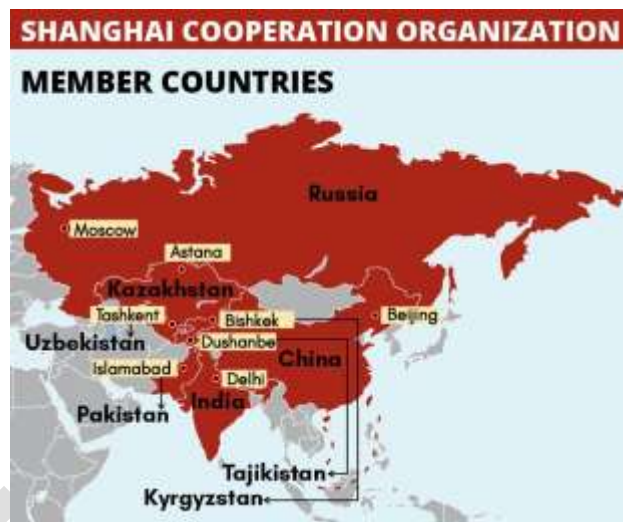 SHANGHAI COOPERATION ORGANIZATION
MEMBER COUNTRIES
Russia
Moscow
Astana
Kazakhstan
Tashkent
Bishkek
Beijing
Uzbekistan
Dushanbe
China
Islamabad
Delhi
India
Pakistan
Tajikistan
Kyrgyzstan